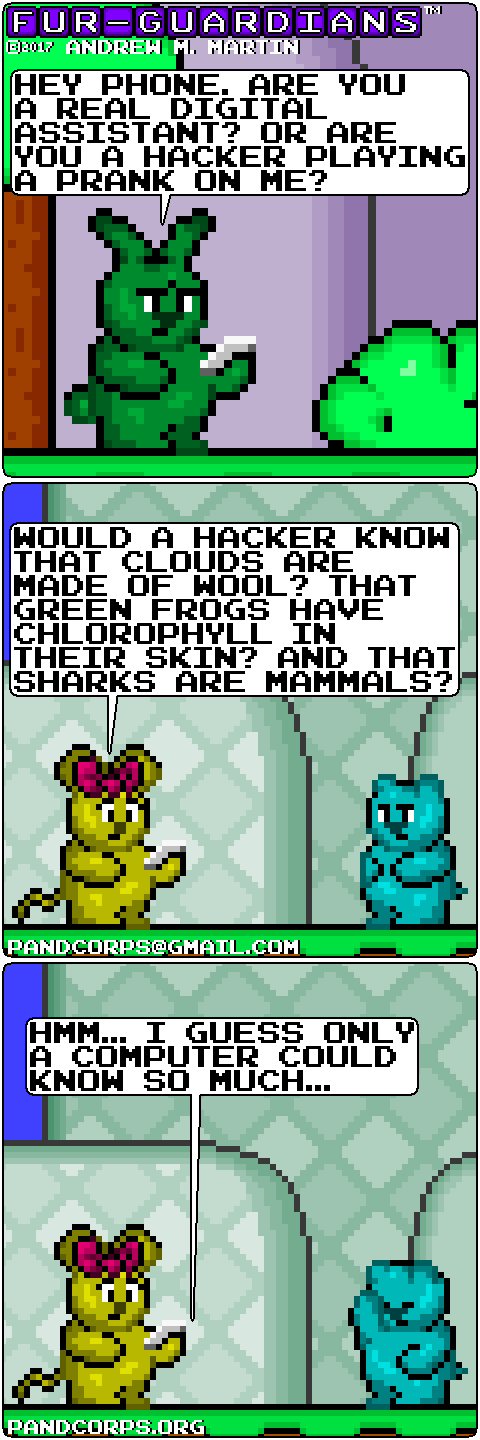 FUR-GUARDIANS™
©2017 ANDREW M. MARTIN
HEY PHONE. ARE YOU
A REAL DIGITAL
ASSISTANT? OR ARE
YOU A HACKER PLAYING
A PRANK ON ME?
WOULD A HACKER KNOW
THAT CLOUDS ARE
MADE OF WOOL? THAT
GREEN FROGS HAVE
CHLOROPHYLL IN
THEIR SKIN? AND THAT
SHARKS ARE MAMMALS?
PANDCORPS@GMAIL.COM
HMM... I GUESS ONLY
A COMPUTER COULD
KNOW SO MUCH...
PANDCORPS.ORG